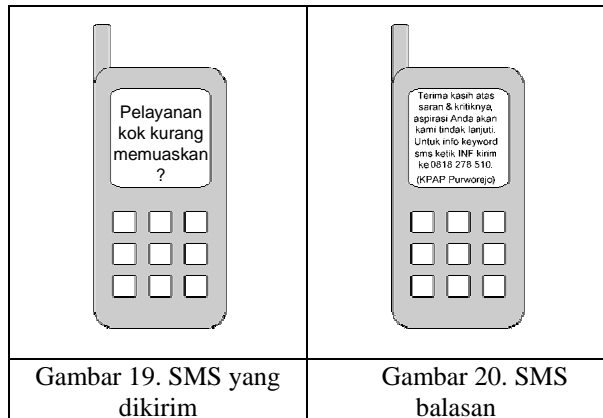 Pelayanan
kok kurang
memuaskan
?
Terima kasih atas
saran & kritiknya,
aspirasi Anda akan
kami tindak lanjuti.
Untuk info keyword
sms ketik INF kirim
ke 0818 278 510.
(KPAP Purworejo)
Gambar 19. SMS yang
dikirim
Gambar 20. SMS
balasan